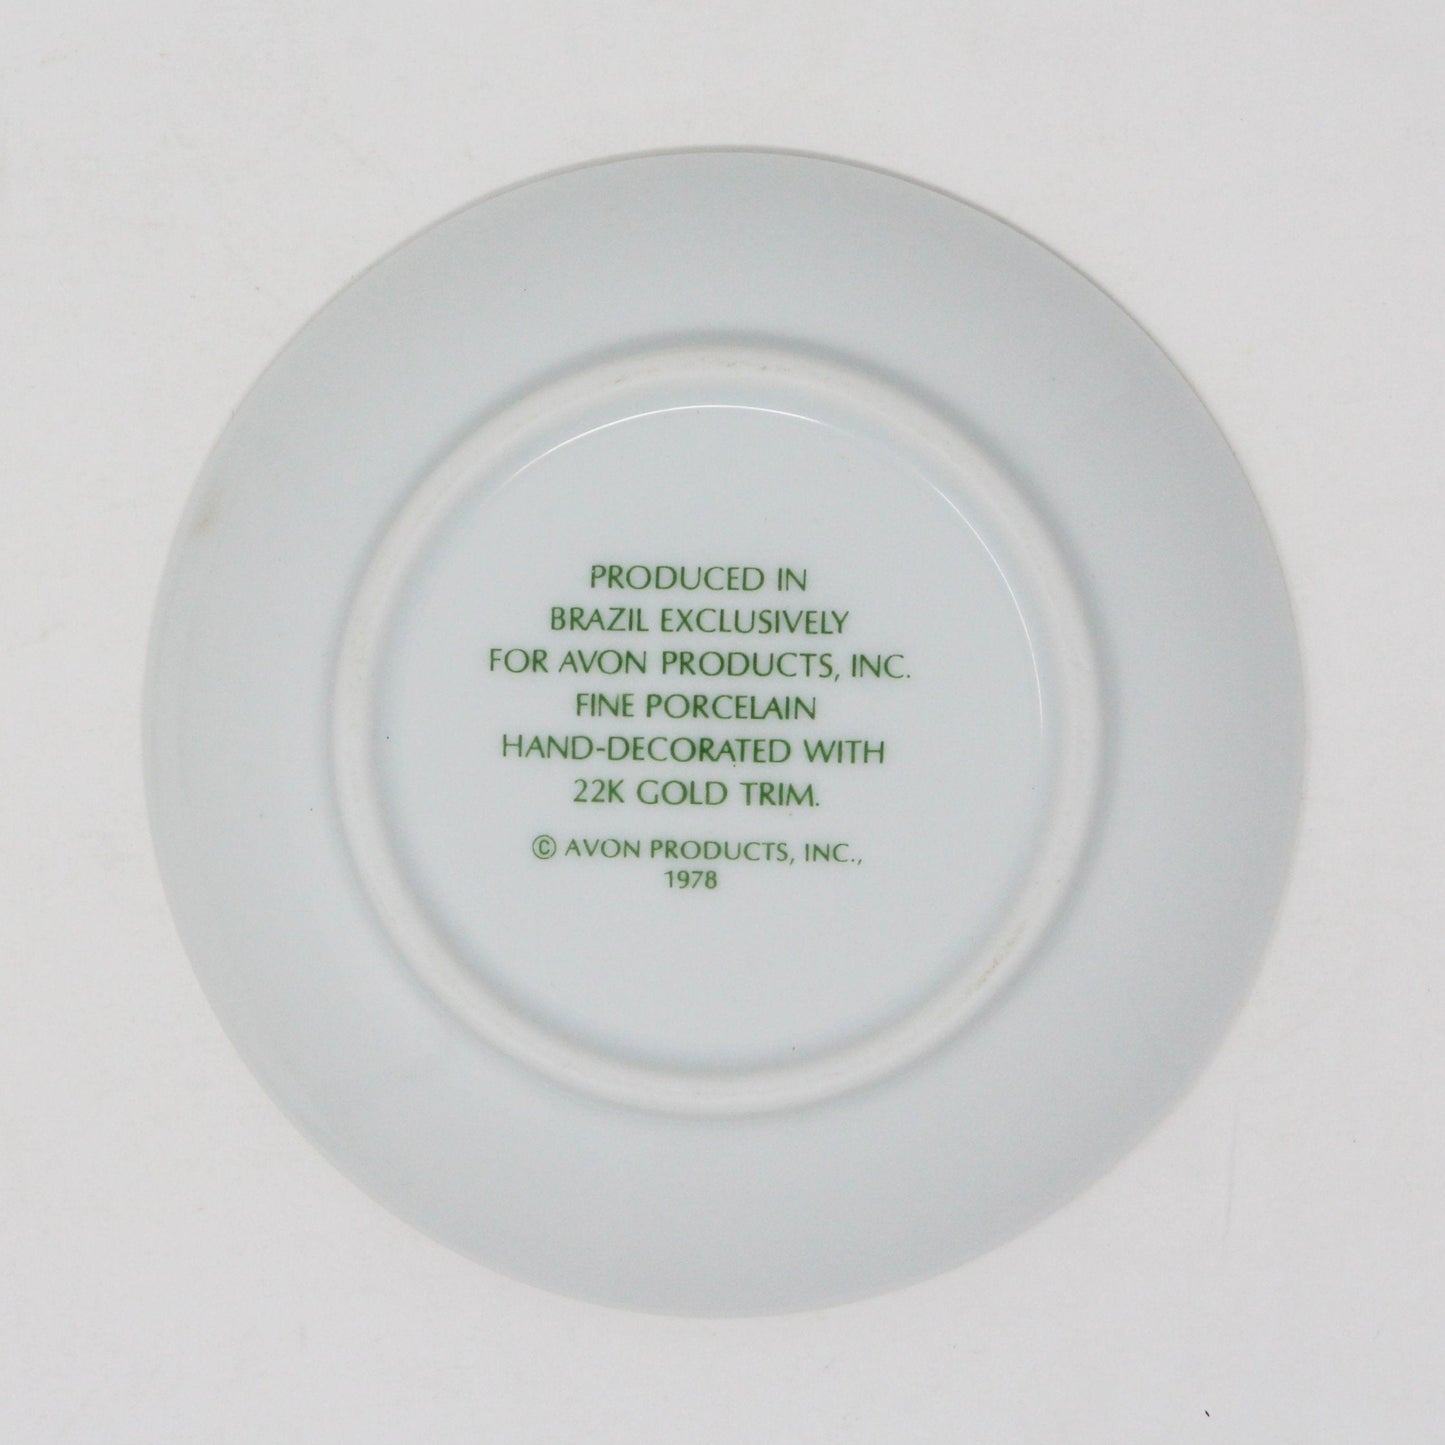 PRODUCED IN
BRAZIL EXCLUSIVELY
FOR AVON PRODUCTS, INC.
FINE PORCELAIN
HAND-DECORATED WITH
22K GOLD TRIM.
© AVON PRODUCTS, INC.,
1978